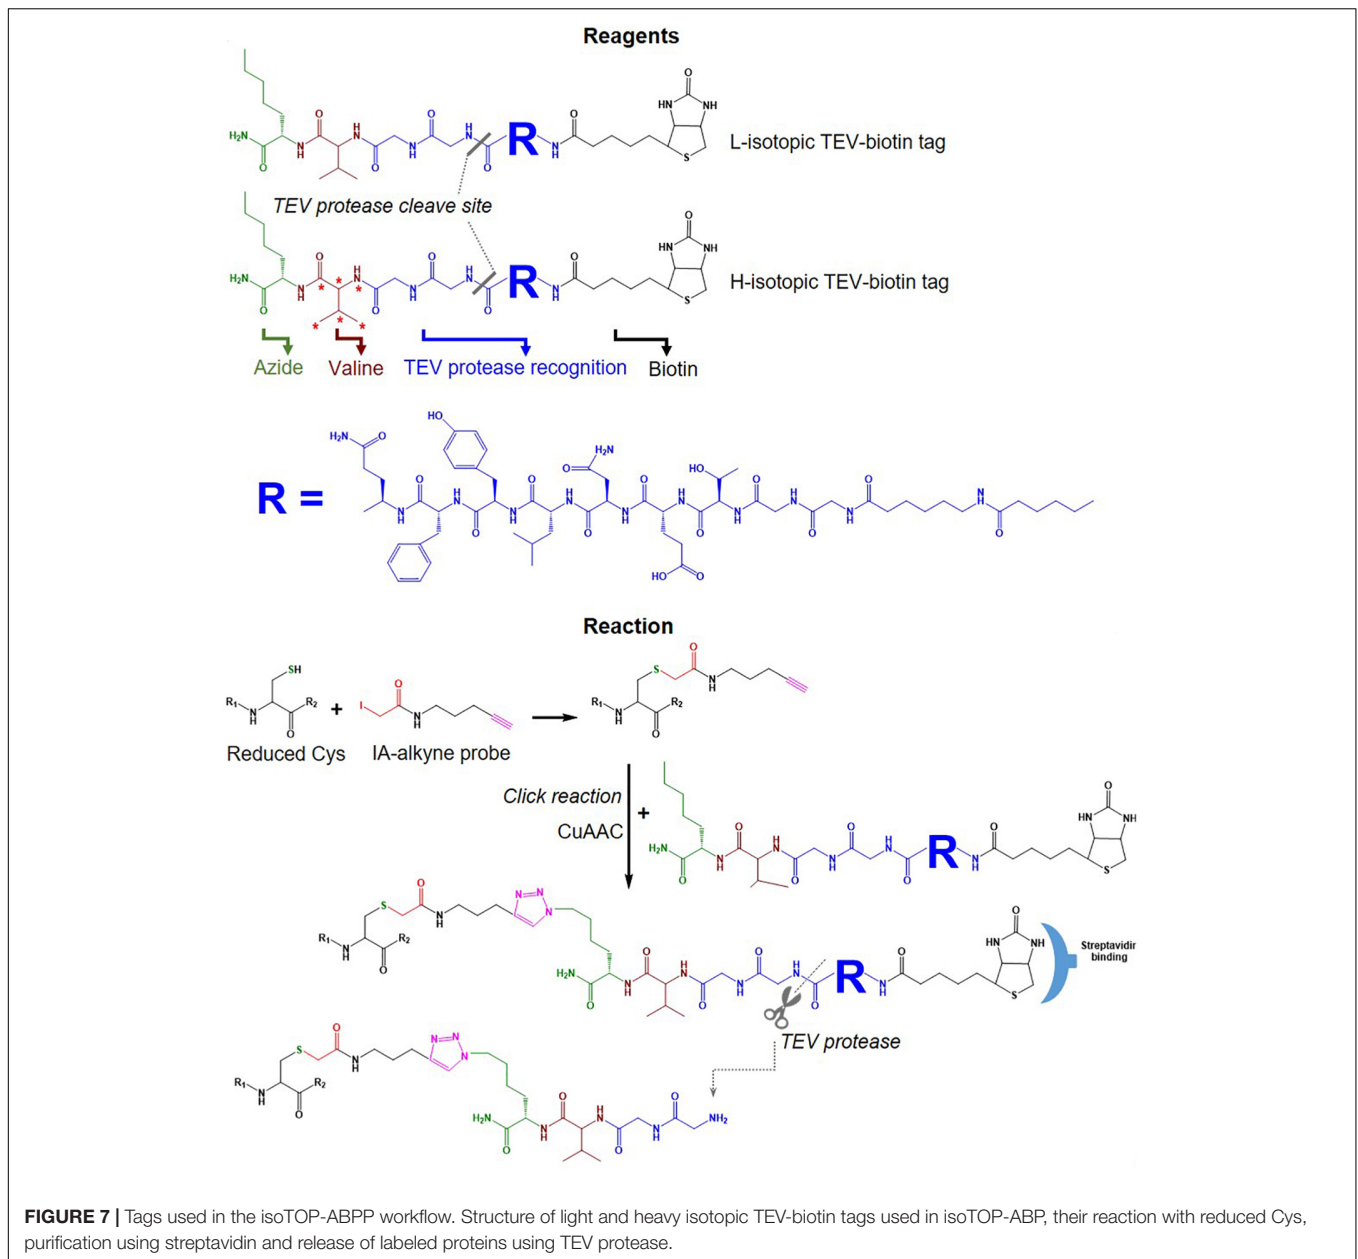 Reagents
L-isotopic TEV-biotin tag
TEV protease cleave site
H-isotopic TEV-biotin tag
Azide
Valine
TEV protease recognition
Biotin
R =
Reaction
Reduced Cys
+
IA-alkyne probe
Click reaction
CuAAC
+
Streptavidir
binding
TEV protease
FIGURE 7 | Tags used in the isoTOP-ABPP workflow. Structure of light and heavy isotopic TEV-biotin tags used in isoTOP-ABP, their reaction with reduced Cys,
purification using streptavidin and release of labeled proteins using TEV protease.